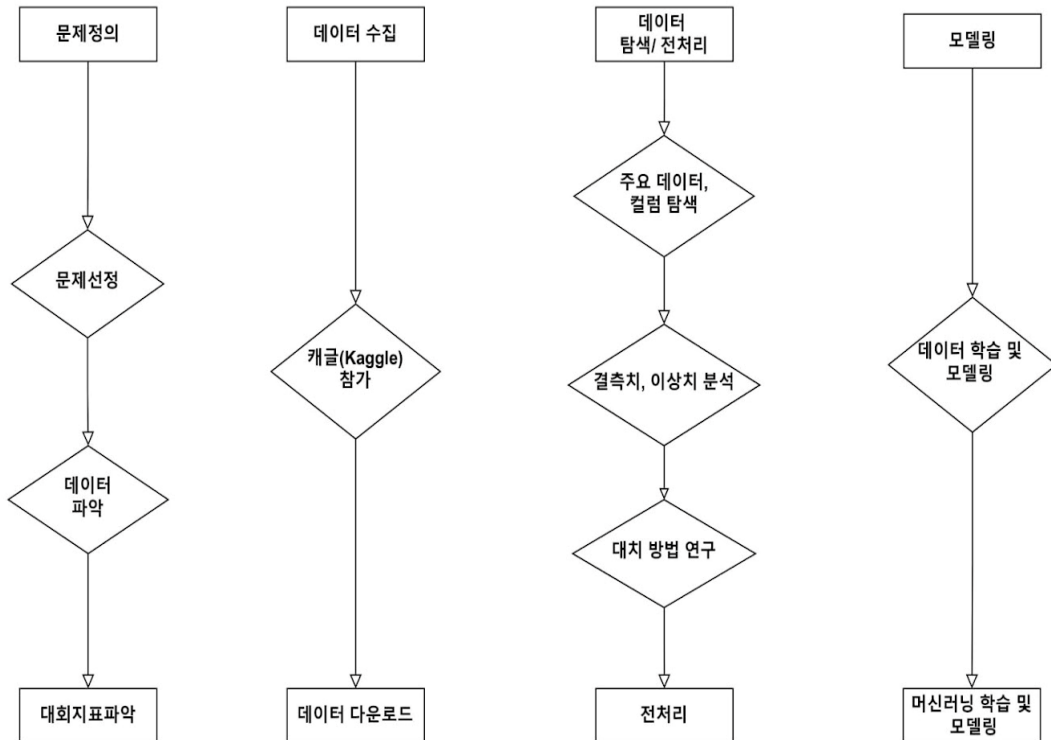 문제정의
문제선정
데이터
파악
대회지표파악
데이터 수집
캐글(Kaggle)
참가
데이터 다운로드
데이터
탐색/ 전처리
주요 데이터,
컬럼 탐색
결측치, 이상치 분석
대치 방법 연구
전처리
모델링
데이터 학습 및
모델링
머신러닝 학습 및
모델링